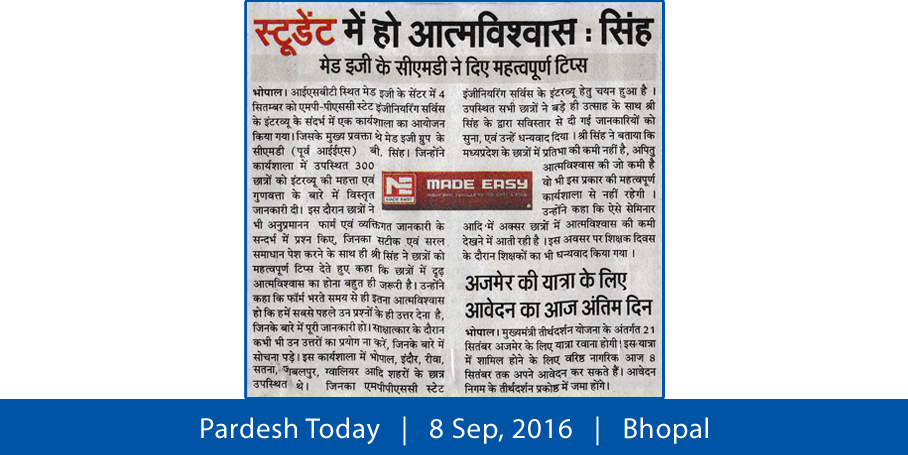 स्टूडेंट में हो आत्मविश्वास : सिंह
मेड इजी के सीएमडी ने दिए महत्वपूर्ण टिप्स
भोपाल। आईएसबीटी स्थित मेड इजी के सेंटर में 4
सितम्बर को एमपी-पीएससी स्टेट इंजीनियरिंग सर्विस
के इंटरव्यू के संदर्भ में एक कार्यशाला का आयोजन
किया गया। जिसके मुख्य प्रवक्ता थे मेड इजी ग्रुप के
सीएमडी (पूर्व आईईएस) बी. सिंह। जिन्होंने
कार्यशाला में उपस्थित 300
छात्रों को इंटरव्यू की महत्ता एवं
गुणवत्ता के बारे में विस्तृत
जानकारी दी। इस दौरान छात्रों ने
भी अनुप्रमानन फार्म एवं व्यक्तिगत जानकारी के
सन्दर्भ में प्रश्न किए, जिनका सटीक एवं सरल
समाधान पेश करने के साथ ही श्री सिंह ने छात्रों को
महत्वपूर्ण टिप्स देते हुए कहा कि छात्रों में दृढ़
आत्मविश्वास का होना बहुत ही जरूरी है। उन्होंने
कहा कि फॉर्म भरते समय से ही इतना आत्मविश्वास
हो कि हमें सबसे पहले उन प्रश्नों के ही उत्तर देना है,
जिनके बारे में पूरी जानकारी हो। साक्षात्कार के दौरान
कभी भी उन उत्तरों का प्रयोग ना करें, जिनके बारे में
सोचना पड़े। इस कार्यशाला में भोपाल, इंदौर, रीवा,
सतना, जबलपुर, ग्वालियर आदि शहरों के छात्र
उपस्थित थे। जिनका एमपीपीएससी स्टेट
इंजीनियरिंग सर्विस के इंटरव्यू हेतु चयन हुआ है ।
उपस्थित सभी छात्रों ने बड़े ही उत्साह के साथ श्री
सिंह के द्वारा सविस्तार से दी गई जानकारियों को
सुना, एवं उन्हें धन्यवाद दिया । श्री सिंह ने बताया कि
मध्यप्रदेश के छात्रों में प्रतिभा की कमी नहीं है, अपितु
आत्मविश्वास की जो कमी है
वो भी इस प्रकार की महत्वपूर्ण
कार्यशाला से नहीं रहेगी ।
उन्होंने कहा कि ऐसे सेमिनार
आदि में अक्सर छात्रों में आत्मविश्वास की कमी
देखने में आती रही है । इस अवसर पर शिक्षक दिवस
के दौरान शिक्षकों का भी धन्यवाद किया गया ।
MADE EASY
MADE EASY
अजमेर की यात्रा के लिए
आवेदन का आज अंतिम दिन
भोपाल। मुख्यमंत्री तीर्थदर्शन योजना के अंतर्गत 21
सितंबर अजमेर के लिए यात्रा रवाना होगी। इस यात्रा
में शामिल होने के लिए वरिष्ठ नागरिक आज 8
सितंबर तक अपने आवेदन कर सकते हैं। आवेदन
निगम के तीर्थदर्शन प्रकोष्ठ में जमा होंगे।
Pardesh Today | 8 Sep, 2016 | Bhopal